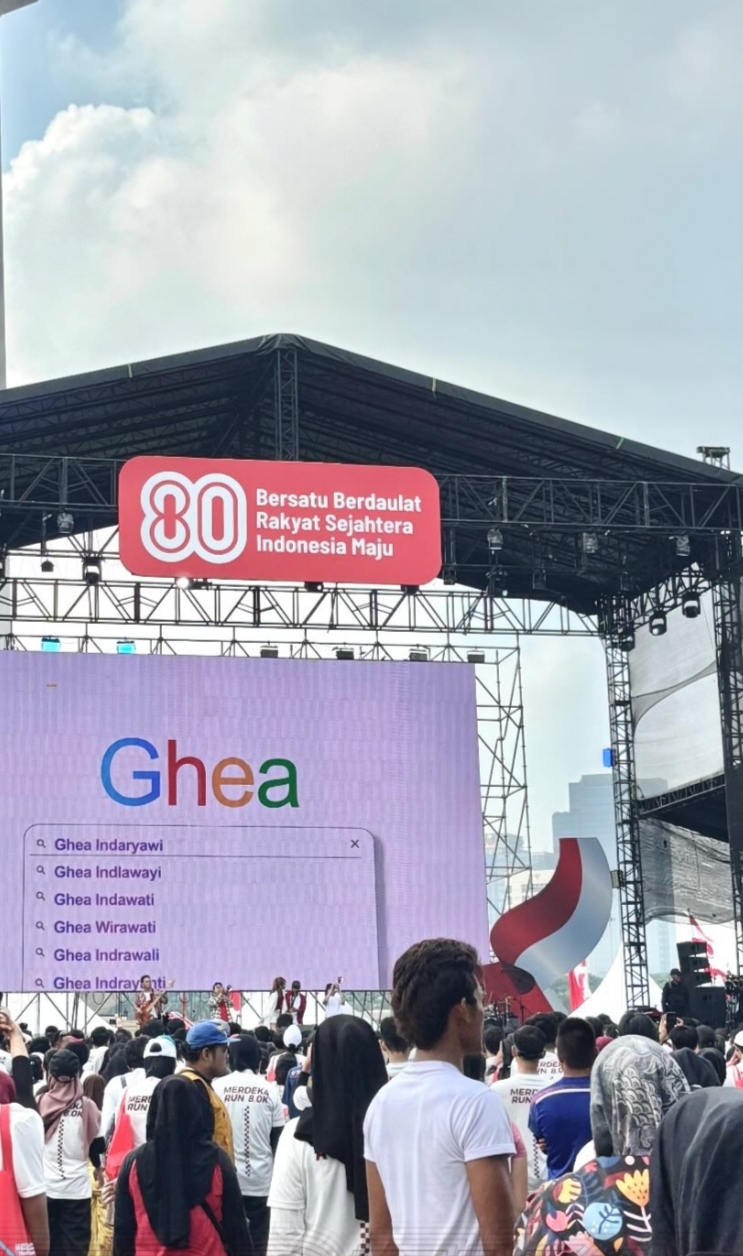 80
Bersatu Berdaulat
Rakyat Sejahtera
Indonesia Maju
Ghea
Ghea Indaryawi
Ghea Indlawayi
Ghea Indawati
Ghea Wirawati
Ghea Indrawali
MERDEKA
RUN 8.0K